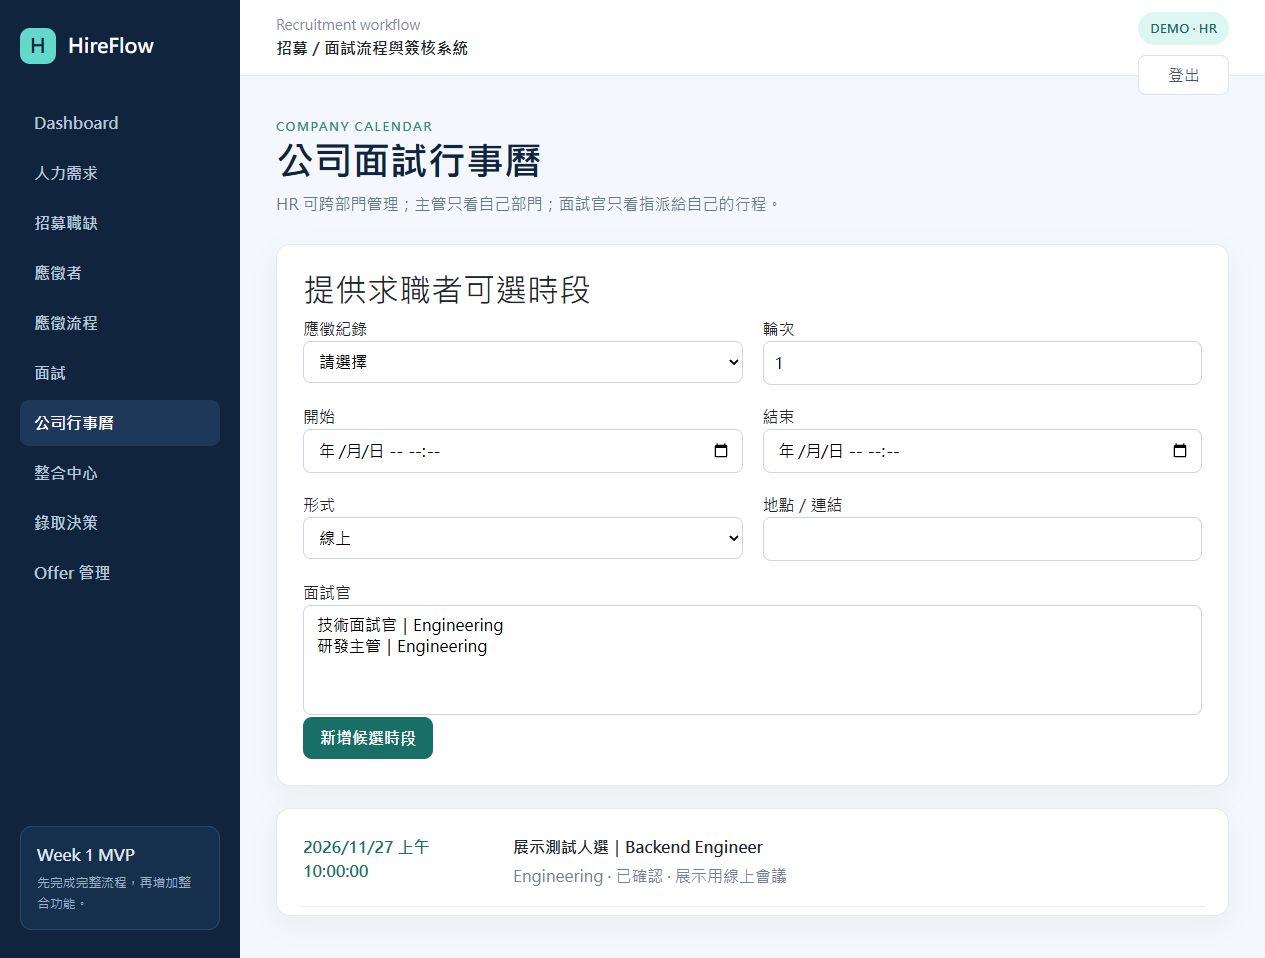 H HireFlow
Dashboard
人力需求
招募職缺
應徵者
應徵流程
面試
公司行事曆
整合中心
錄取決策
Offer 管理
Week 1 MVP
先完成完整流程，再增加整
合功能。
Recruitment workflow
招募 / 面試流程與簽核系統
DEMO · HR
登出
COMPANY CALENDAR
公司面試行事曆
HR 可跨部門管理；主管只看自己部門；面試官只看指派給自己的行程。
提供求職者可選時段
應徵紀錄
請選擇
輪次
1
開始
年 /月/日 -- --:--
結束
年 /月/日 -- --:--
形式
線上
地點 / 連結
面試官
技術面試官｜Engineering
研發主管｜Engineering
新增候選時段
2026/11/27 上午
10:00:00
展示測試人選｜Backend Engineer
Engineering · 已確認 · 展示用線上會議